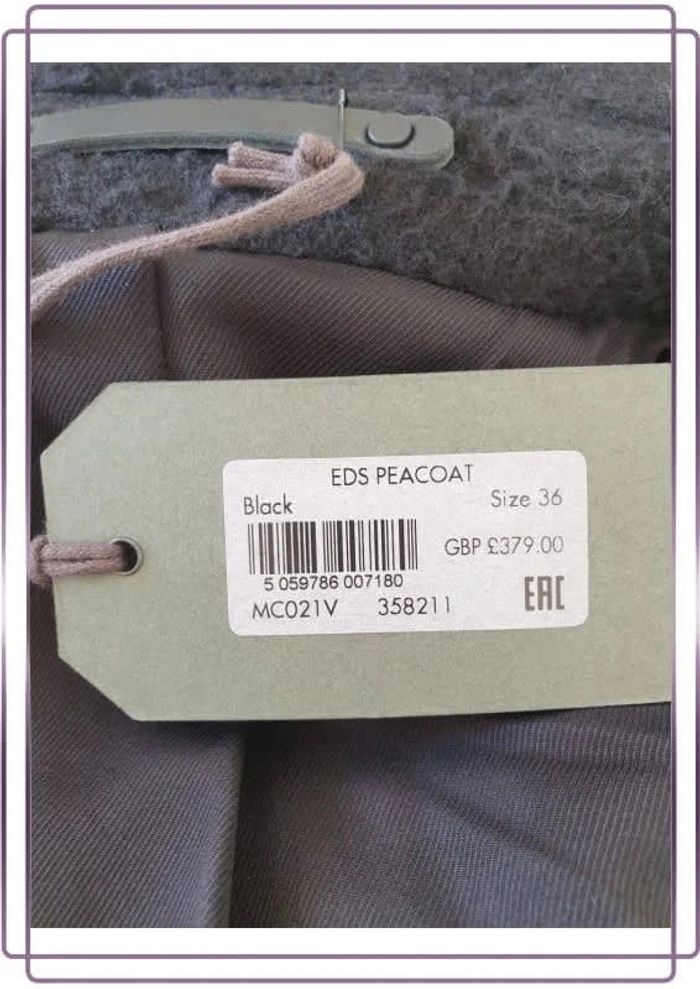 EDS PEACOAT
Black Size 36
GBP £379.00
5 059786 007180
MC021V 358211
EAC